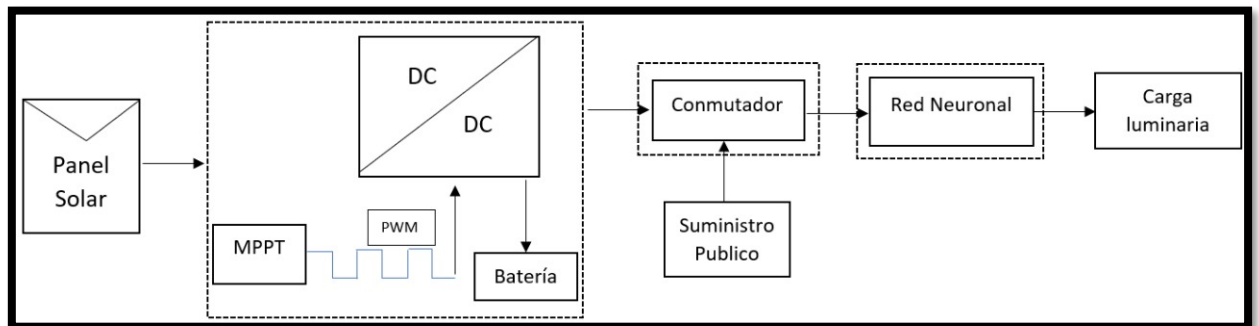 Panel
Solar
DC
DC
MPPT
PWM
Batería
Conmutador
Suministro
Publico
Red Neuronal
Carga
luminaria